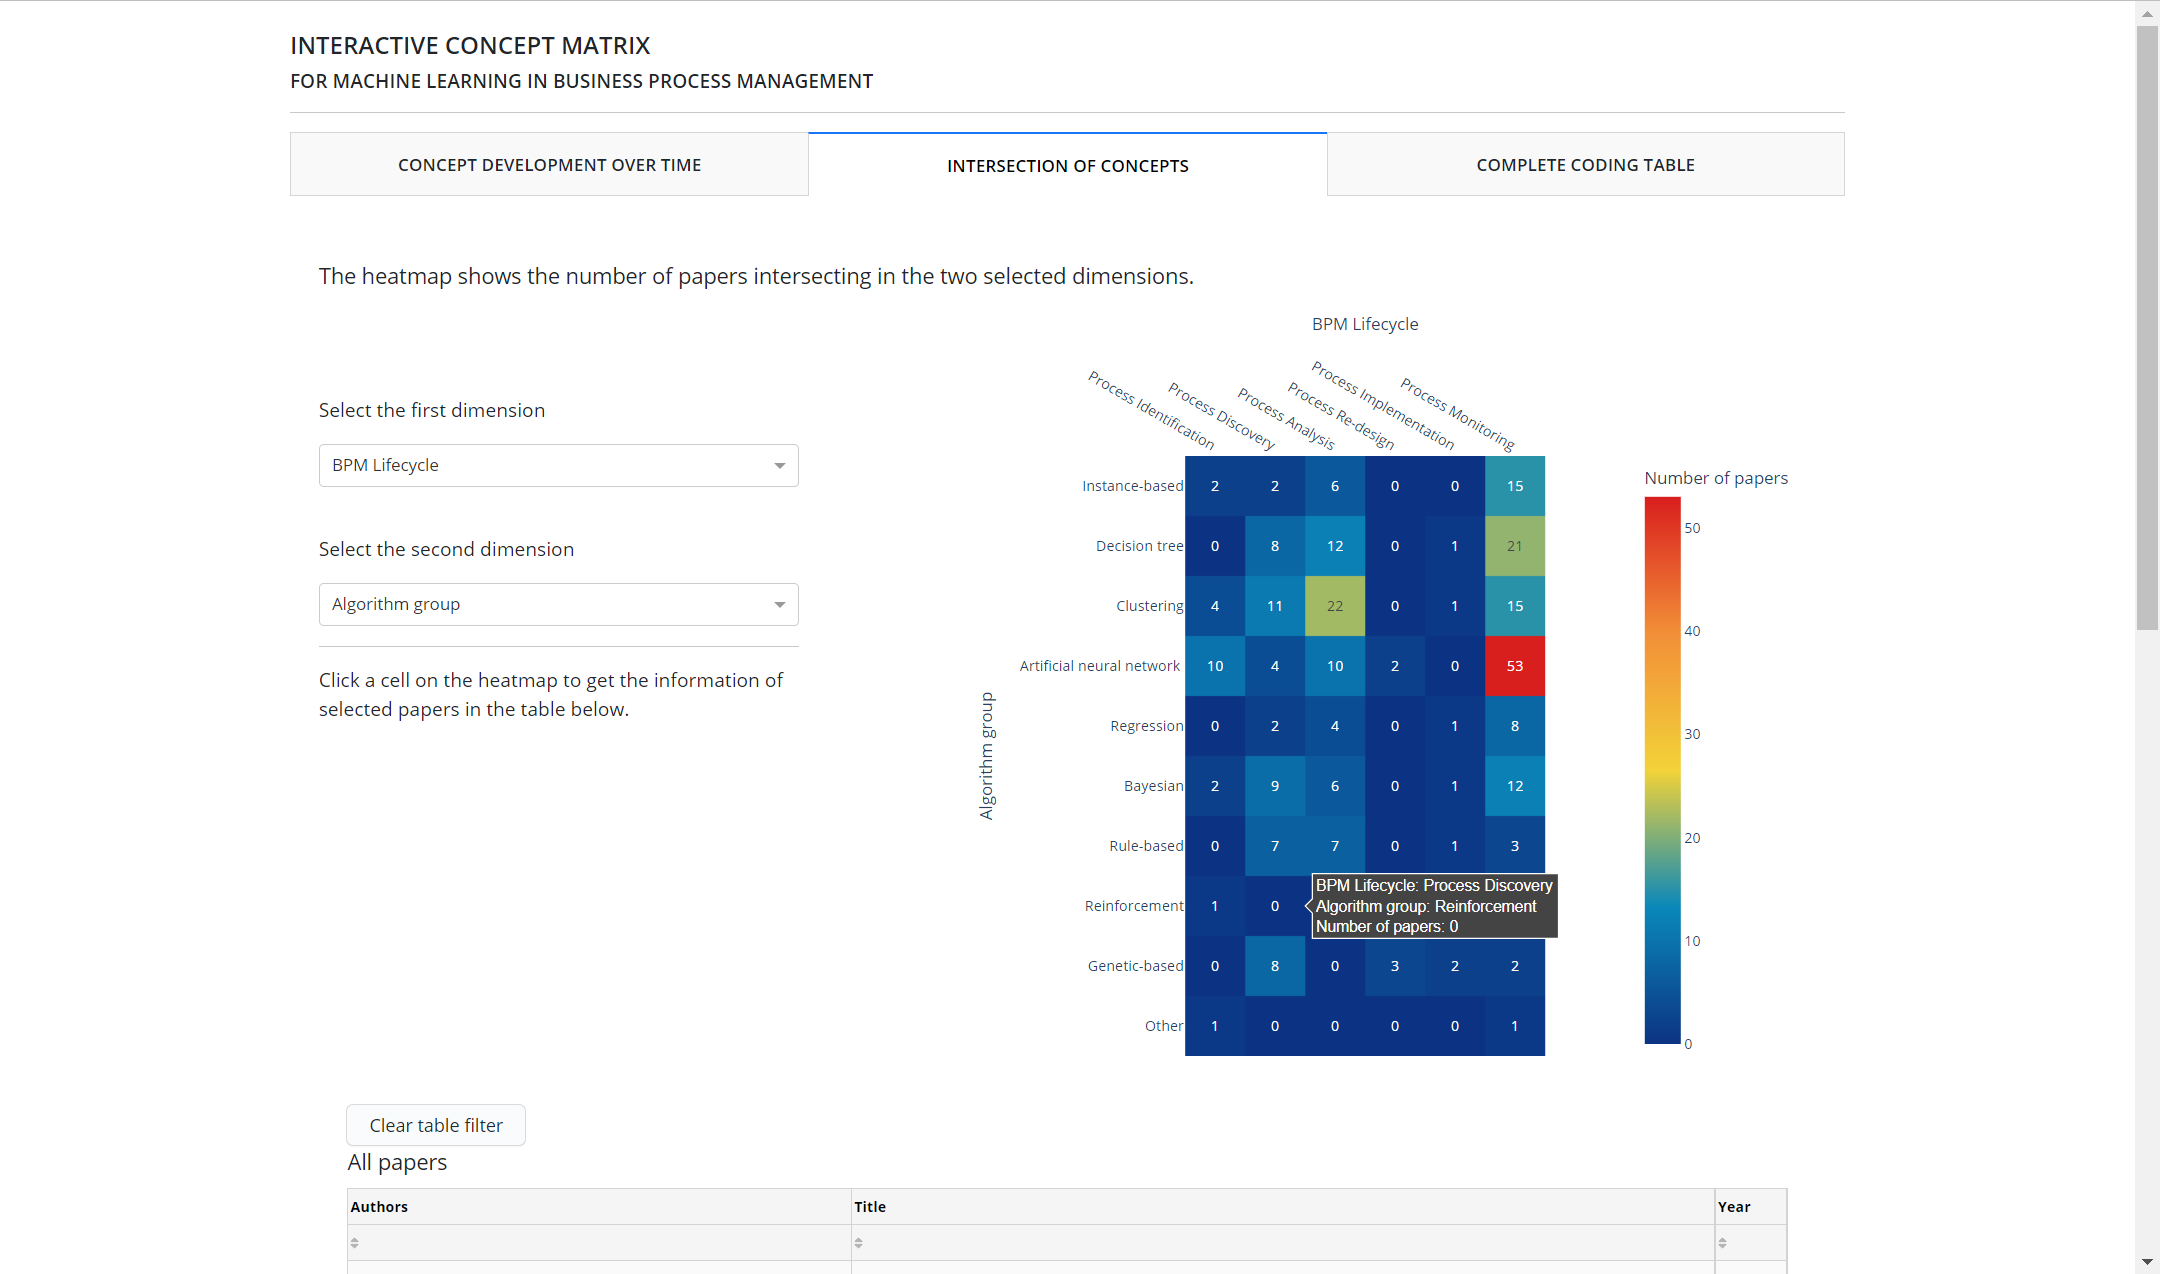 INTERACTIVE CONCEPT MATRIX
FOR MACHINE LEARNING IN BUSINESS PROCESS MANAGEMENT
CONCEPT DEVELOPMENT OVER TIME
INTERSECTION OF CONCEPTS
COMPLETE CODING TABLE
The heatmap shows the number of papers intersecting in the two selected dimensions.
Select the first dimension
BPM Lifecycle
Select the second dimension
Algorithm group
Click a cell on the heatmap to get the information of
selected papers in the table below.
BPM Lifecycle
Process Identification
Process Discovery
Process Analysis
Process Re-design
Process Implementation
Process Monitoring
Algorithm group
Instance-based 2 2 6 0 0 15
Decision tree 0 8 12 0 1 21
Clustering 4 11 22 0 1 15
Artificial neural network 10 4 10 2 0 53
Regression 0 2 4 0 1 8
Bayesian 2 9 6 0 1 12
Rule-based 0 7 7 0 1 3
Reinforcement 1 0
BPM Lifecycle: Process Discovery
Algorithm group: Reinforcement
Number of papers: 0
Genetic-based 0 8 0 3 2 2
Other 1 0 0 0 0 1
Number of papers
50
40
30
20
10
0
Clear table filter
All papers
Authors Title Year